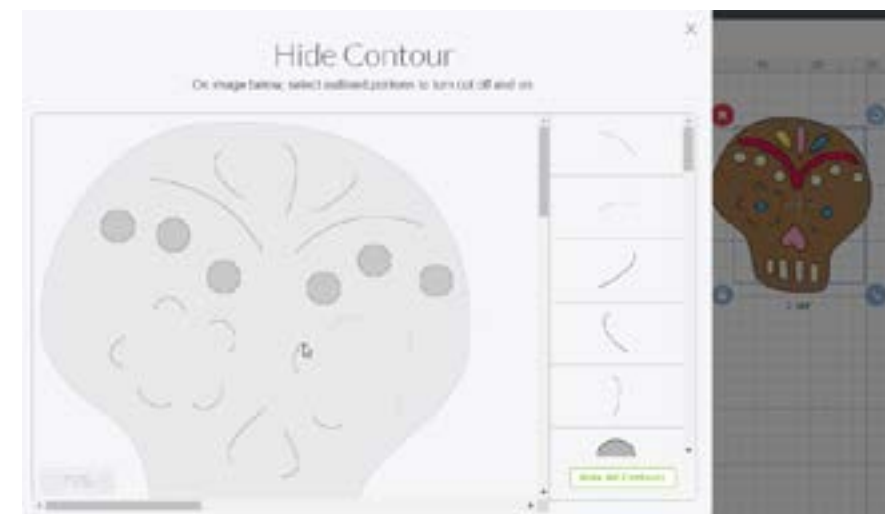 Hide Contour
On image below, select outlined portions to turn cut off and on
Hide All Contours